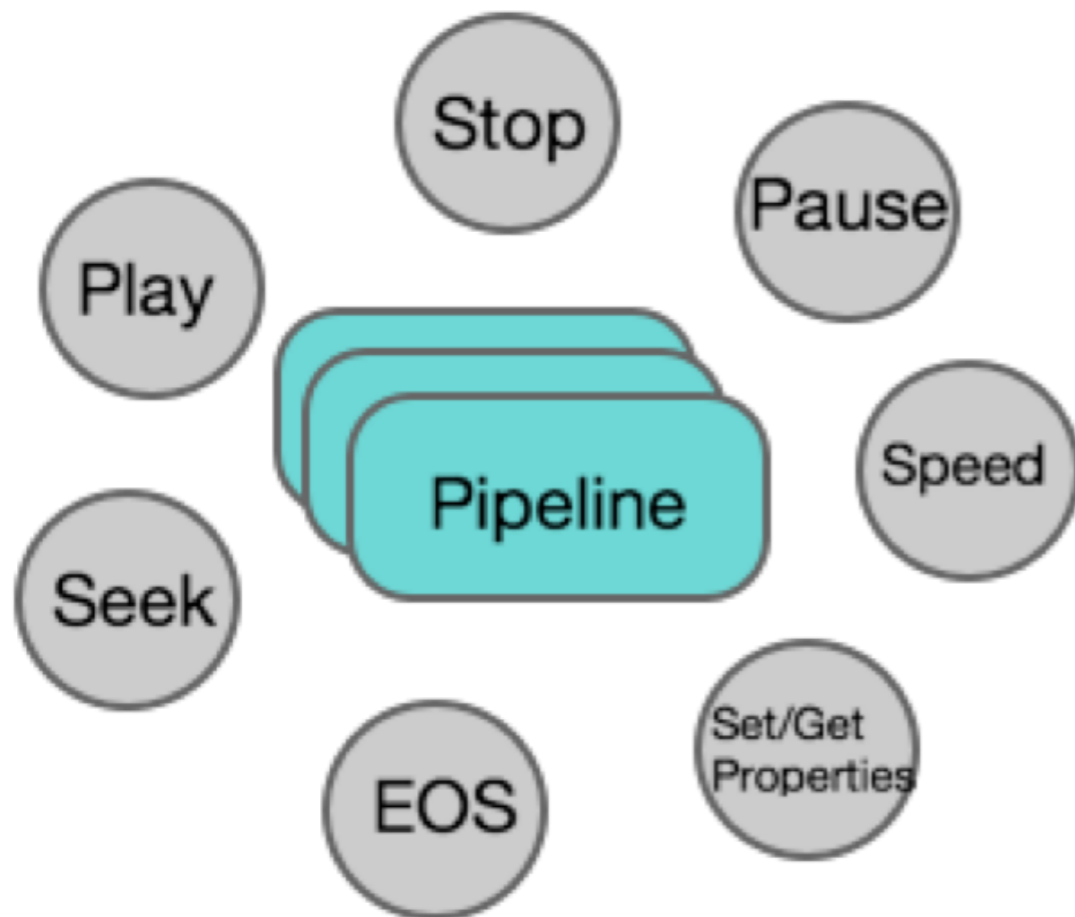 Stop
Pause
Play
Speed
Pipeline
Seek
Set/Get
Properties
EOS